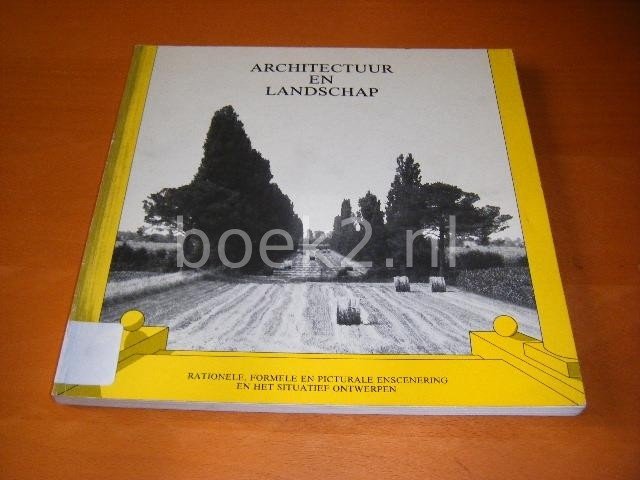 ARCHITECTUUR
EN
LANDSCHAP
boek2.nl
RATIONELE, FORMELE EN PICTURALE ENSCENERING
EN HET SITUATIEF ONTWERPEN